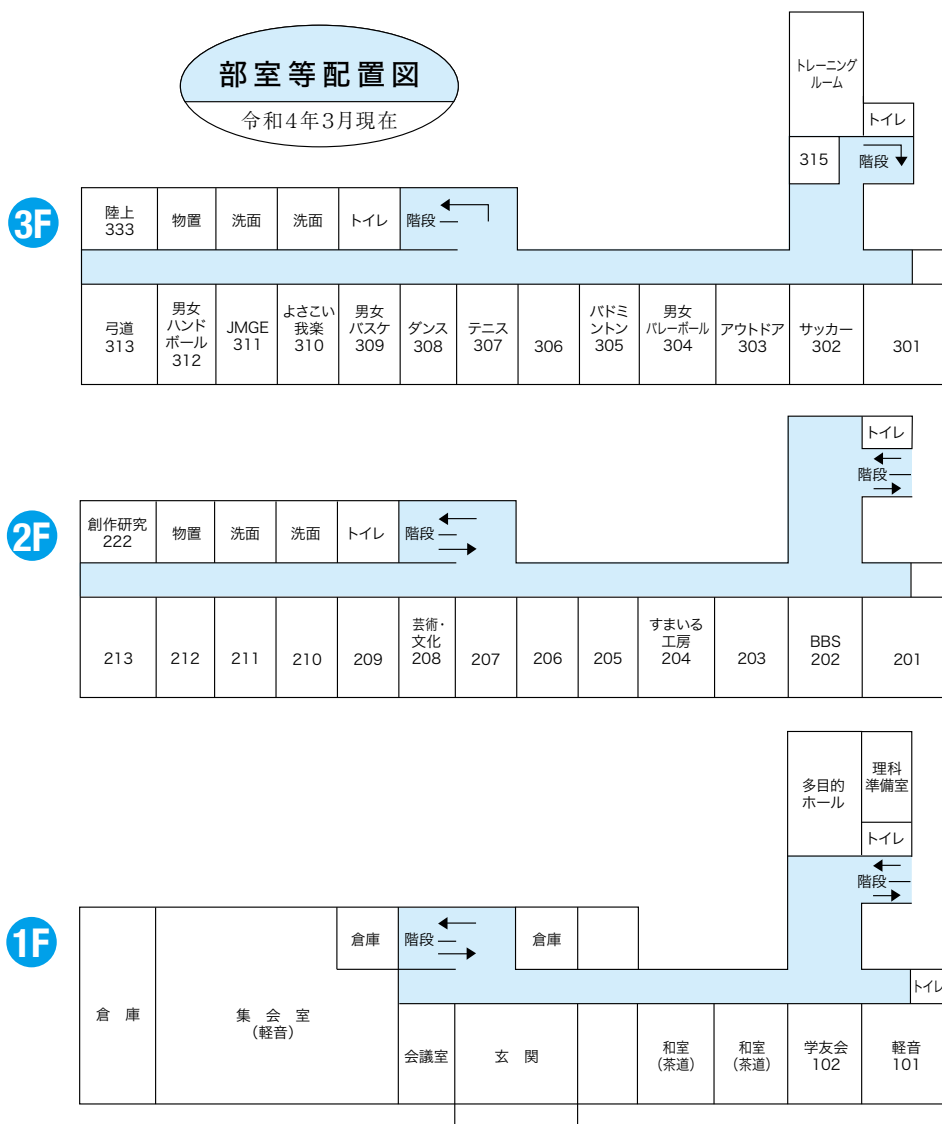 部室等配置図
令和4年3月現在
トレーニング
ルーム
トイレ
315
階段
3F
陸上
333
物置
洗面
洗面
トイレ
階段
弓道
313
男女
ハンド
ボール
312
JMGE
311
よさこい
我楽
310
男女
バスケ
309
ダンス
308
テニス
307
306
バドミ
ントン
305
男女
バレーボール
304
アウトドア
303
サッカー
302
301
トイレ
階段
2F
創作研究
222
物置
洗面
洗面
トイレ
階段
213
212
211
210
209
芸術・
文化
208
207
206
205
すまいる
工房
204
203
BBS
202
201
多目的
ホール
理科
準備室
トイレ
階段
1F
倉庫
階段
倉庫
トイレ
倉 庫
集 会 室
(軽音)
会議室
玄 関
和室
(茶道)
和室
(茶道)
学友会
102
軽音
101